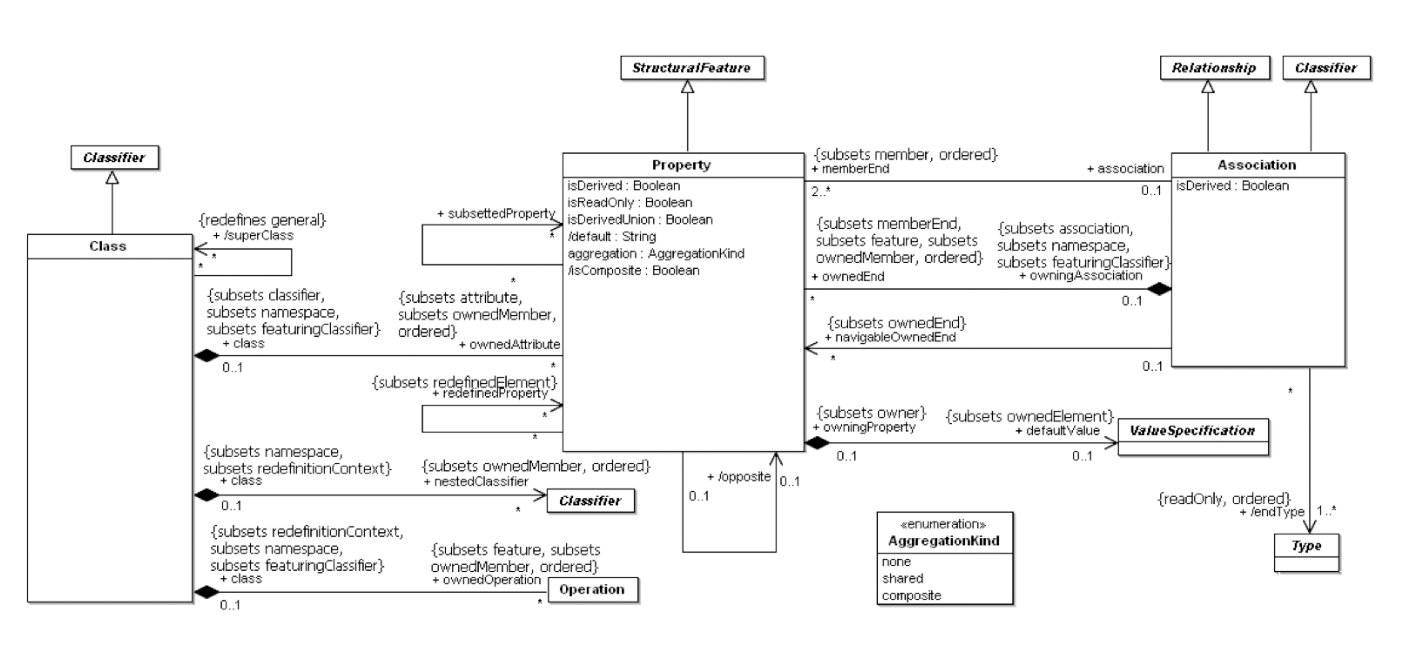 StructuralFeature
Relationship
Classifier
Classifier
Property
isDerived : Boolean
isReadOnly : Boolean
isDerivedUnion : Boolean
/default : String
aggregation : AggregationKind
/isComposite : Boolean
Association
isDerived : Boolean
{subsets member, ordered}
+ memberEnd
2..*
+ association
0..1
{redefines general}
+ /superClass
*
*
Class
+ subsettedProperty
*
*
{subsets memberEnd,
subsets feature, subsets
ownedMember, ordered}
+ ownedEnd
*
{subsets association,
subsets namespace,
subsets featuringClassifier}
+ owningAssociation
0..1
{subsets classifier,
subsets namespace,
subsets featuringClassifier}
+ class
0..1
{subsets attribute,
subsets ownedMember,
ordered}
+ ownedAttribute
*
{subsets ownedEnd}
+ navigableOwnedEnd
*
0..1
{subsets redefinedElement}
+ redefinedProperty
*
*
{subsets owner}
+ owningProperty
0..1
{subsets ownedElement}
+ defaultValue
0..1
ValueSpecification
*
{subsets namespace,
subsets redefinitionContext}
+ class
0..1
{subsets ownedMember, ordered}
+ nestedClassifier
*
Classifier
+ /opposite
0..1
0..1
{readOnly, ordered}
+ /endType
1..*
Type
{subsets redefinitionContext,
subsets namespace,
subsets featuringClassifier}
+ class
0..1
{subsets feature, subsets
ownedMember, ordered}
+ ownedOperation
*
Operation
«enumeration»
AggregationKind
none
shared
composite